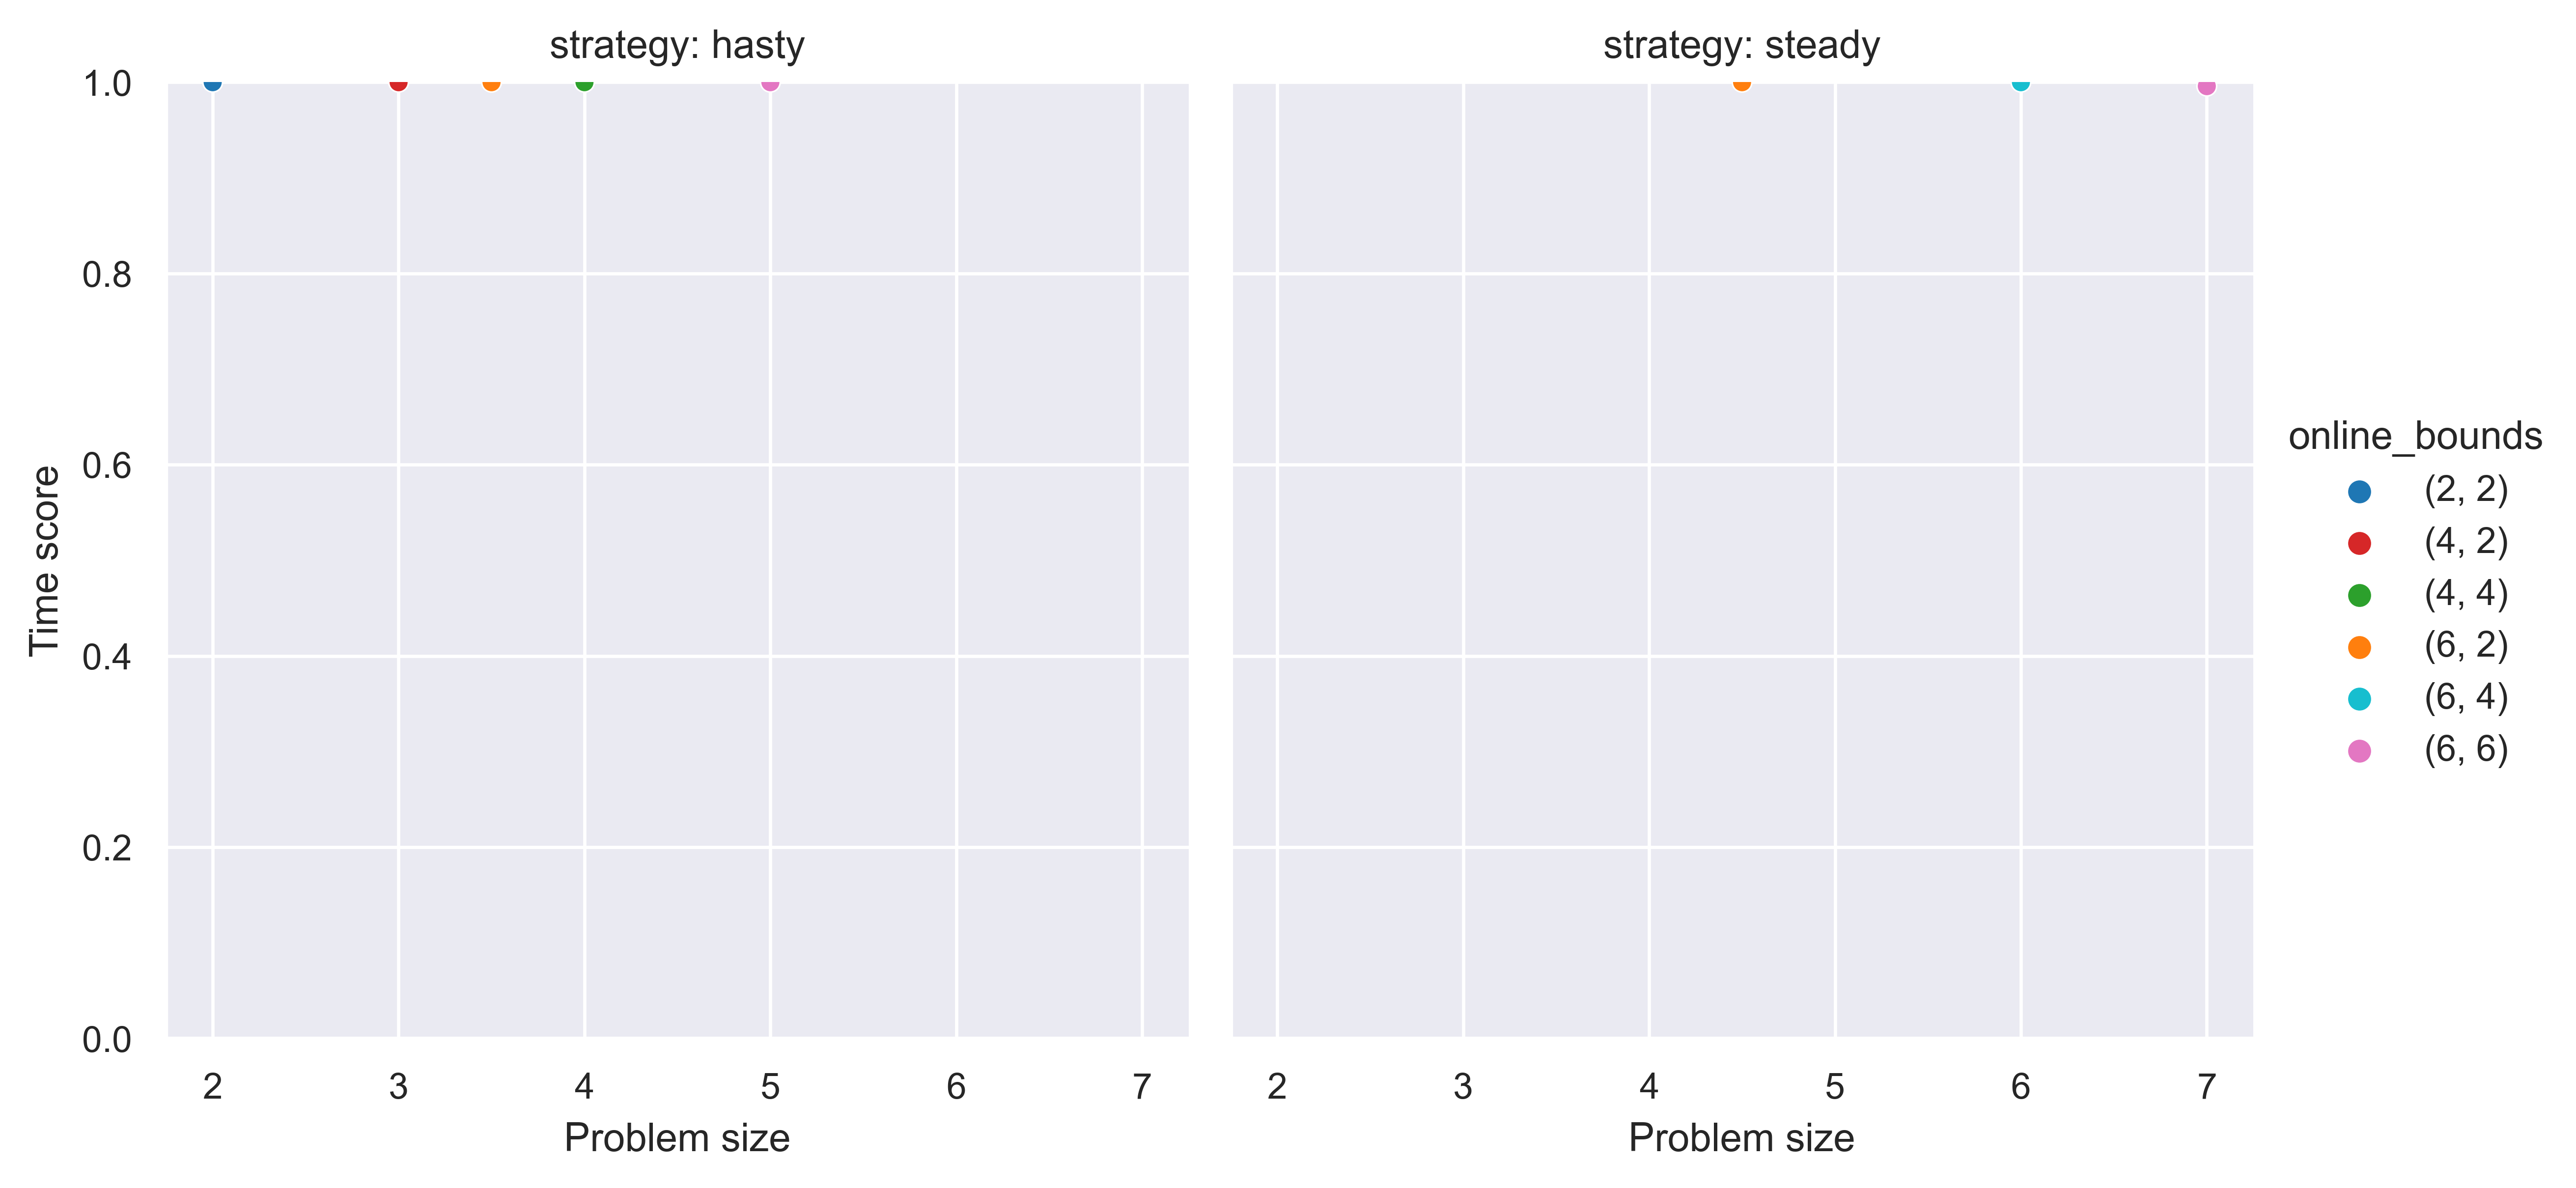 strategy: hasty
strategy: steady
Time score
1.0
0.8
0.6
0.4
0.2
0.0
2 3 4 5 6 7
2 3 4 5 6 7
Problem size
Problem size
online_bounds
(2, 2)
(4, 2)
(4, 4)
(6, 2)
(6, 4)
(6, 6)